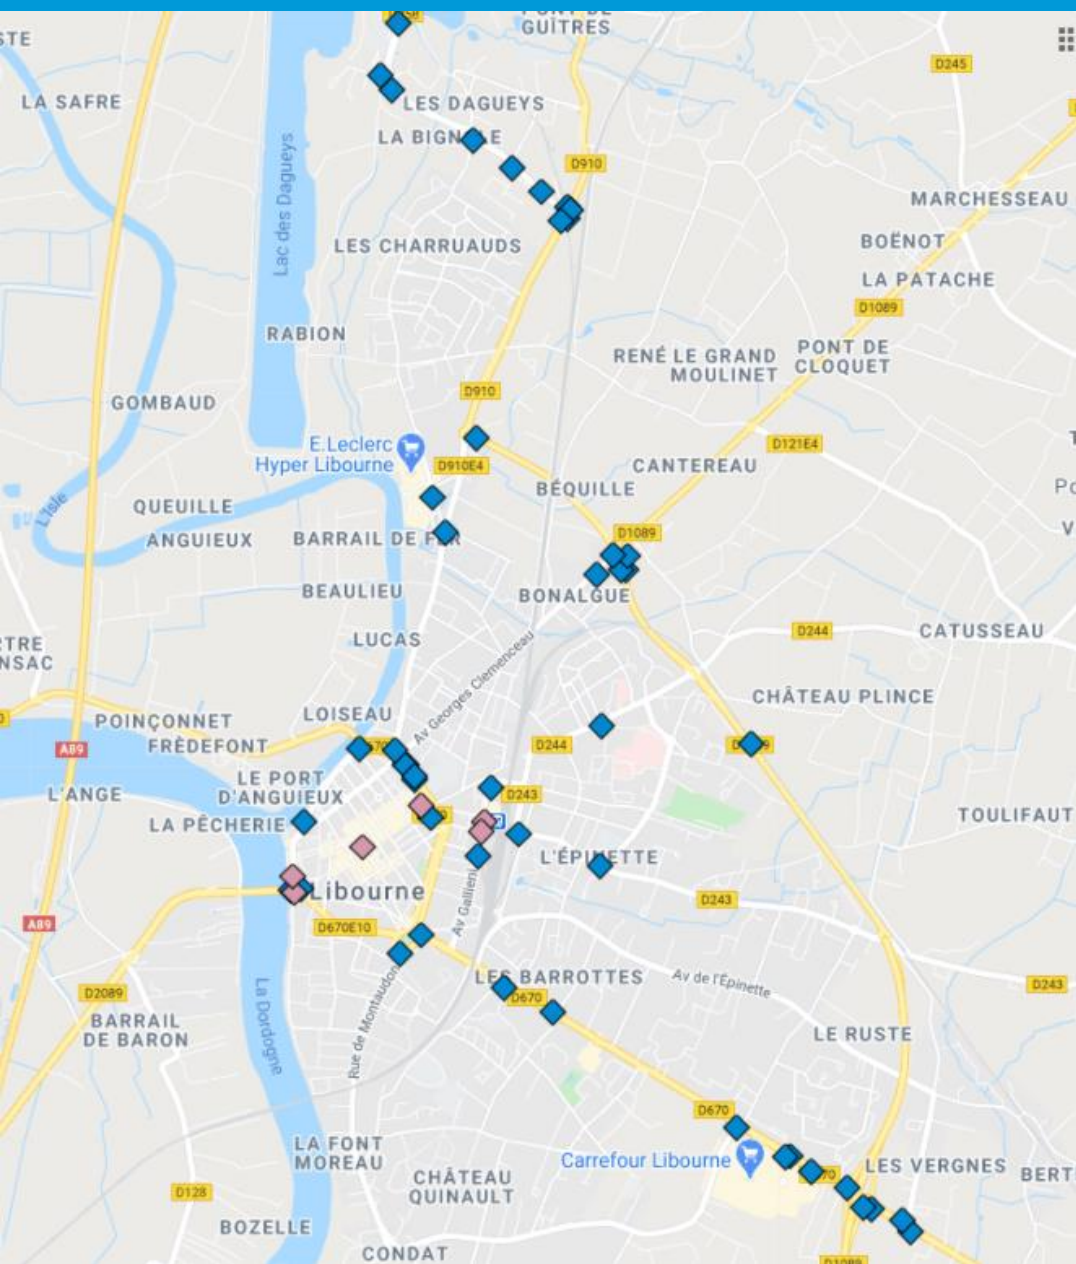 GUÎTRES
D245
LA SAFRE
LES DAGUEYS
Lac des Dagueys
D910
MARCHESSEAU
BOËNOT
LES CHARRUAUDS
LA PATACHE
D1089
RABION
RENÉ LE GRAND
MOULINET
PONT DE
CLOQUET
D910
GOMBAUD
E.Leclerc
Hyper Libourne
D910E4
D121E4
CANTEREAU
BÉQUILLE
L'Isle
QUEUILLE
ANGUIEUX
BARRAIL DE
D1089
BEAULIEU
BONALGUE
D244
CATUSSEAU
LUCAS
Av Georges Clemenceau
CHÂTEAU PLINCE
POINÇONNET
LOISEAU
FRÈDEFONT
A89
D244
L'ANGE
LE PORT
D'ANGUIEUX
D243
LA PÊCHERIE
TOULIFAUT
Libourne
Av Gallieni
D243
A89
D670E10
D2089
LES BARROTTES
Av de l'Épinette
D243
D670
La Dordogne
Rue de Montaudon
BARRAIL
DE BARON
LE RUSTE
D670
LA FONT
MOREAU
Carrefour Libourne
LES VERGNES
CHÂTEAU
QUINAULT
D128
BOZELLE
CONDAT
D1089